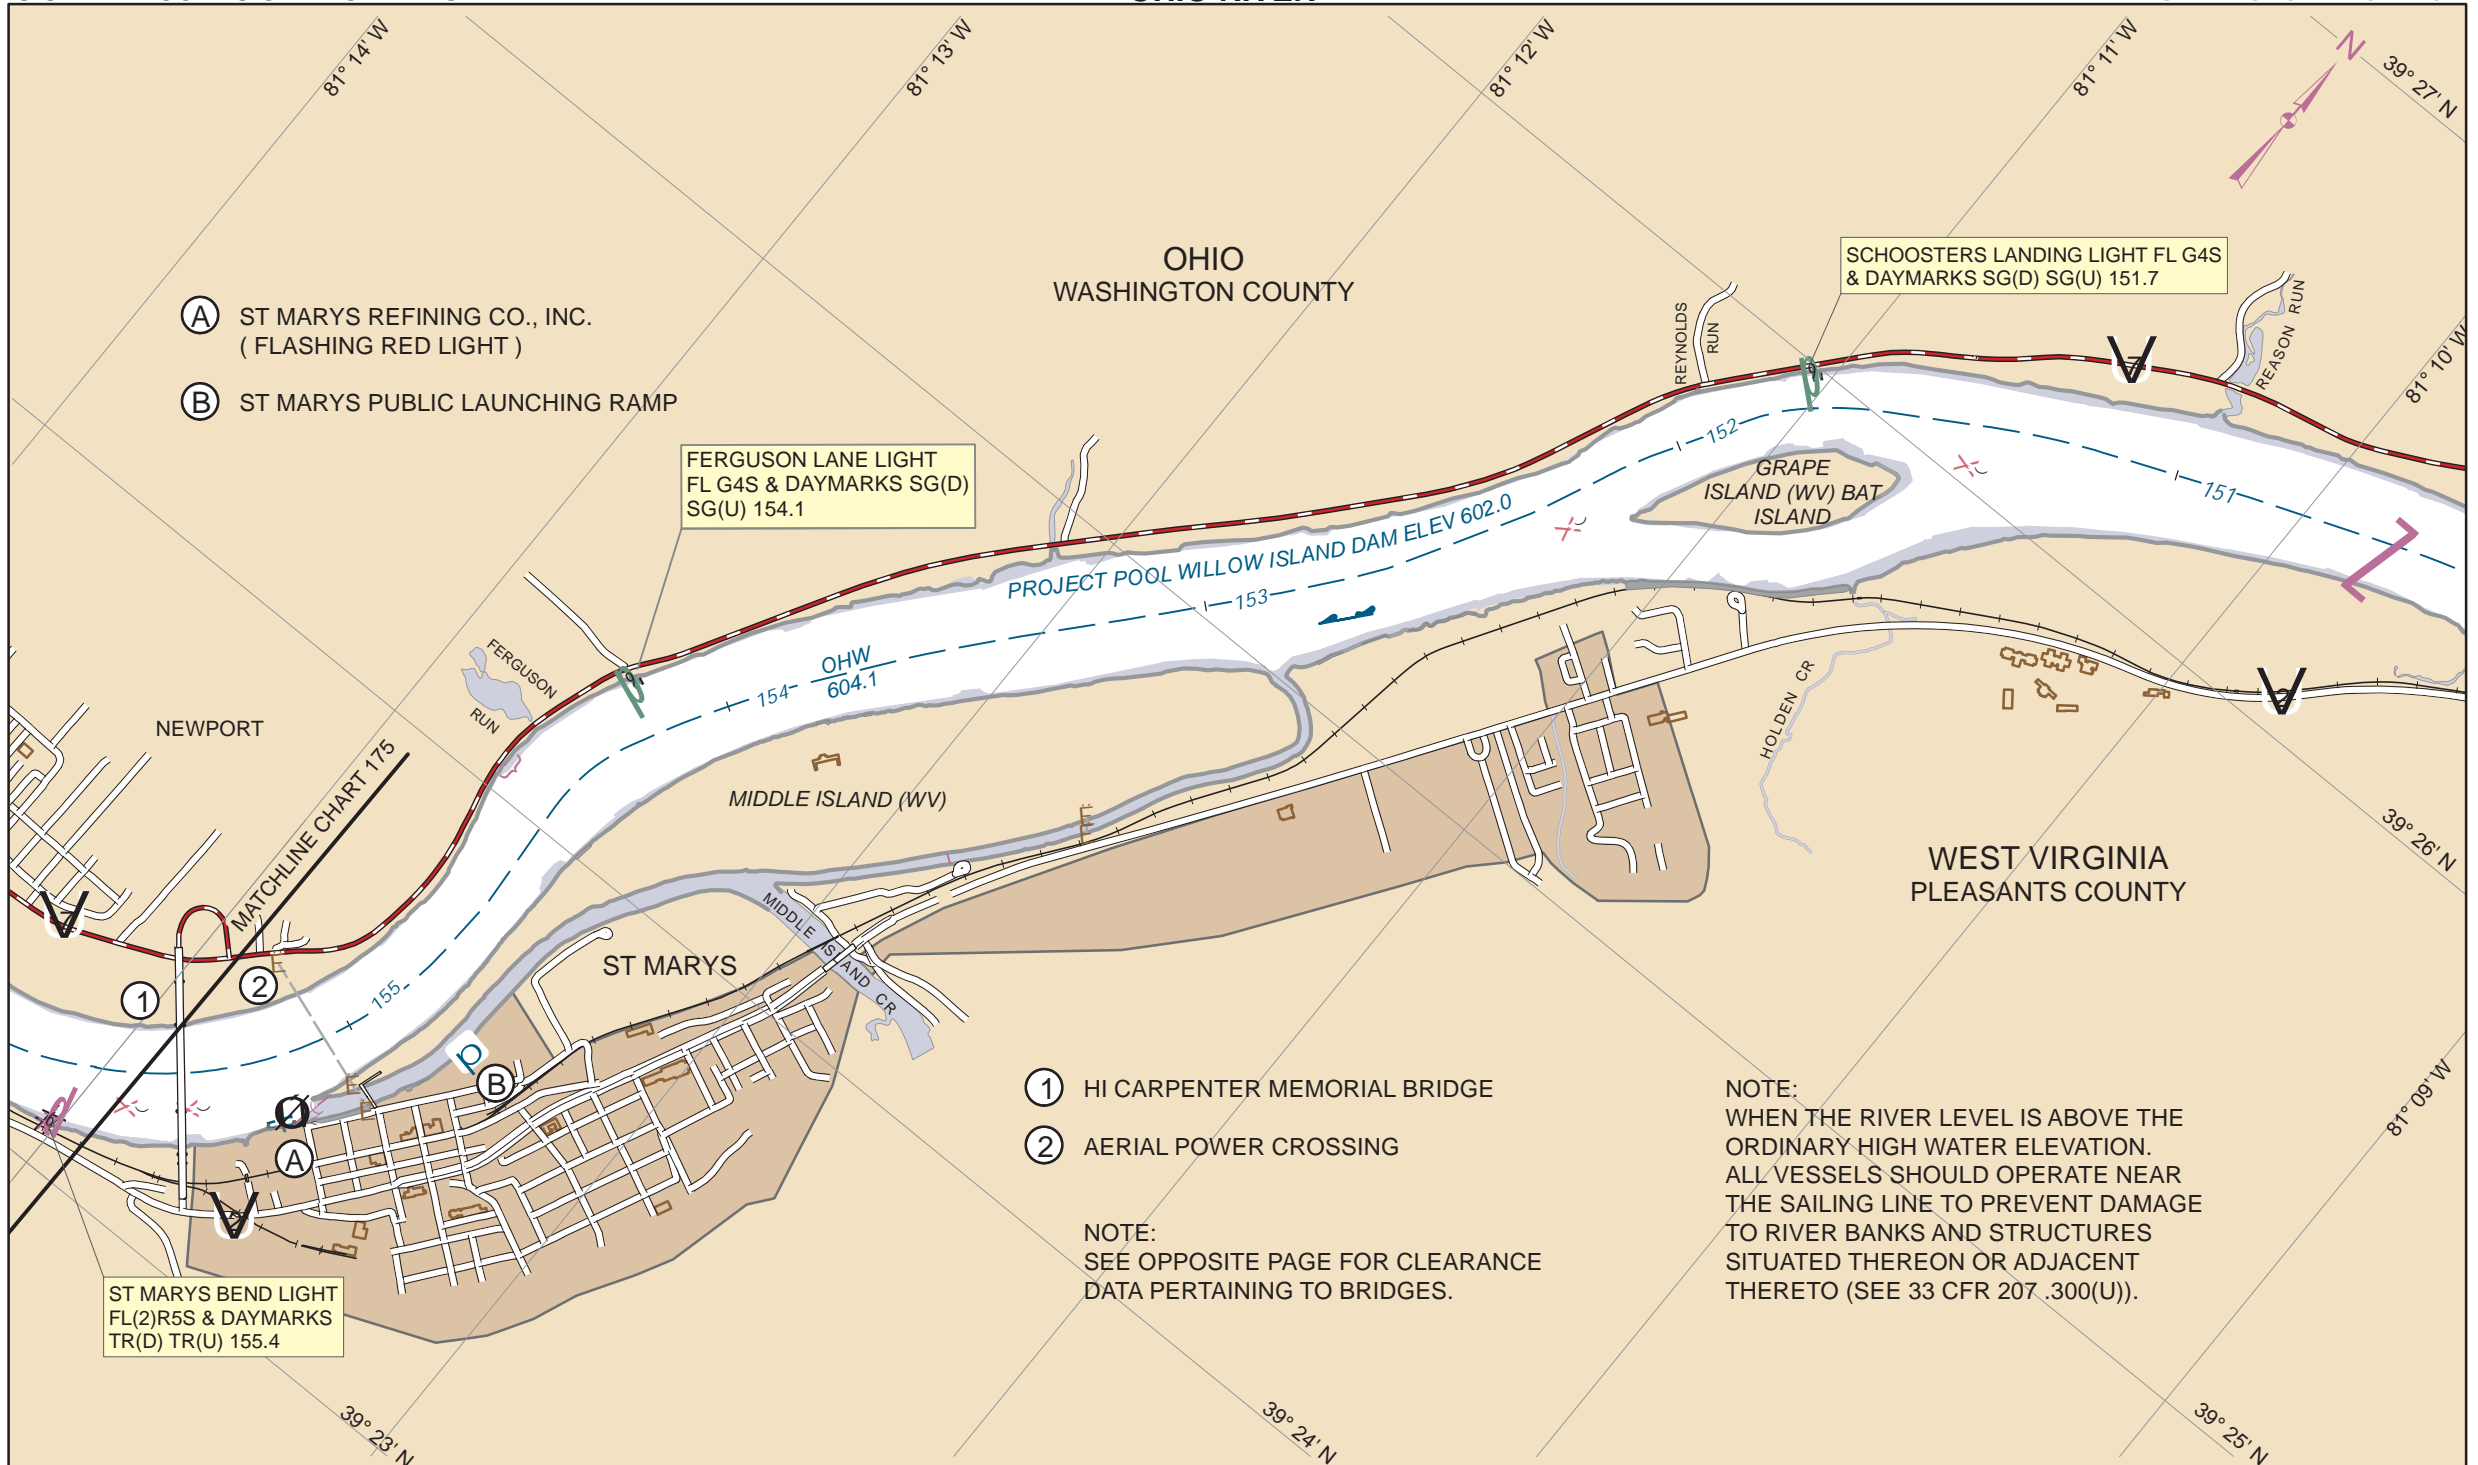 OHIO RIVER
81° 14' W
81° 13' W
81° 12' W
81° 11' W
N
39° 27' N
OHIO
WASHINGTON COUNTY
SCHOOSTERS LANDING LIGHT FL G4S
& DAYMARKS SG(D) SG(U) 151.7
A ST MARYS REFINING CO., INC.
( FLASHING RED LIGHT )
B ST MARYS PUBLIC LAUNCHING RAMP
REYNOLDS
RUN
REASON RUN
81° 10' W
FERGUSON LANE LIGHT
FL G4S & DAYMARKS SG(D)
SG(U) 154.1
152
GRAPE
ISLAND (WV) BAT
ISLAND
151
PROJECT POOL WILLOW ISLAND DAM ELEV 602.0
153
FERGUSON
RUN
OHW
604.1
154
HOLDEN CR
NEWPORT
MATCHLINE CHART 175
MIDDLE ISLAND (WV)
39° 26' N
WEST VIRGINIA
PLEASANTS COUNTY
MIDDLE ISLAND CR
ST MARYS
1
2
155
B
A
1 HI CARPENTER MEMORIAL BRIDGE
2 AERIAL POWER CROSSING
NOTE:
SEE OPPOSITE PAGE FOR CLEARANCE
DATA PERTAINING TO BRIDGES.
NOTE:
WHEN THE RIVER LEVEL IS ABOVE THE
ORDINARY HIGH WATER ELEVATION.
ALL VESSELS SHOULD OPERATE NEAR
THE SAILING LINE TO PREVENT DAMAGE
TO RIVER BANKS AND STRUCTURES
SITUATED THEREON OR ADJACENT
THERETO (SEE 33 CFR 207 .300(U)).
81° 09' W
ST MARYS BEND LIGHT
FL(2)R5S & DAYMARKS
TR(D) TR(U) 155.4
39° 23' N
39° 24' N
39° 25' N